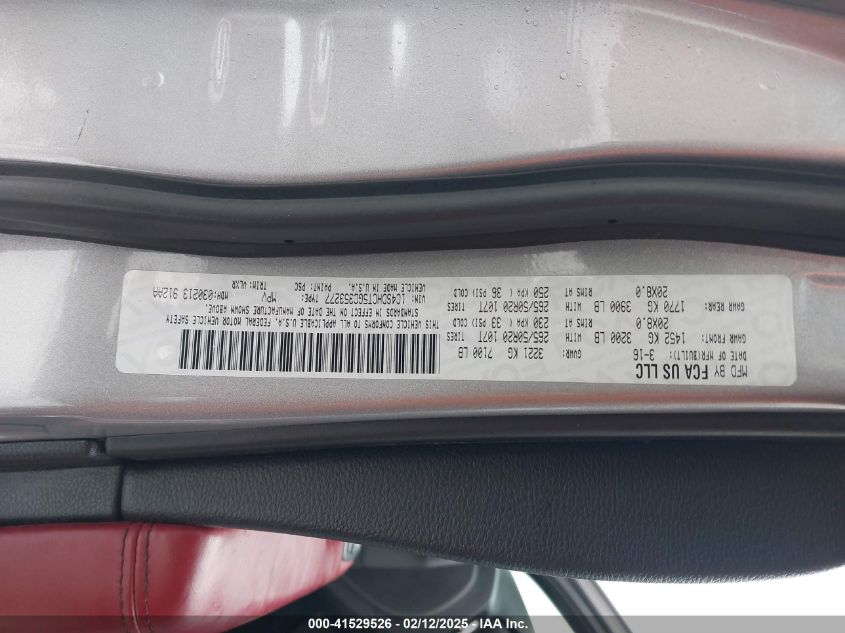 MFD BY FCA US LLC
DATE OF MFR(BUILT): 3-16
GVWR: 3221 KG 7100 LB
GAWR FRONT: 1452 KG 3200 LB WITH TIRES 265/50R20 107T
RIMS AT 20X8.0 230 KPA ( 33 PSI) COLD
GAWR REAR: 1770 KG 3900 LB WITH TIRES 265/50R20 107T
RIMS AT 20X8.0 250 KPA ( 36 PSI) COLD
THIS VEHICLE CONFORMS TO ALL APPLICABLE U.S.A. FEDERAL MOTOR VEHICLE SAFETY
STANDARDS IN EFFECT ON THE DATE OF MANUFACTURE SHOWN ABOVE.
VIN: 1C4SDHCT5GC353277 TYPE: MPV MDH:030213 912AA
VEHICLE MADE IN U.S.A. PAINT: PSC TRIM: VLXR
000-41529526 - 02/12/2025 - IAAI.COM